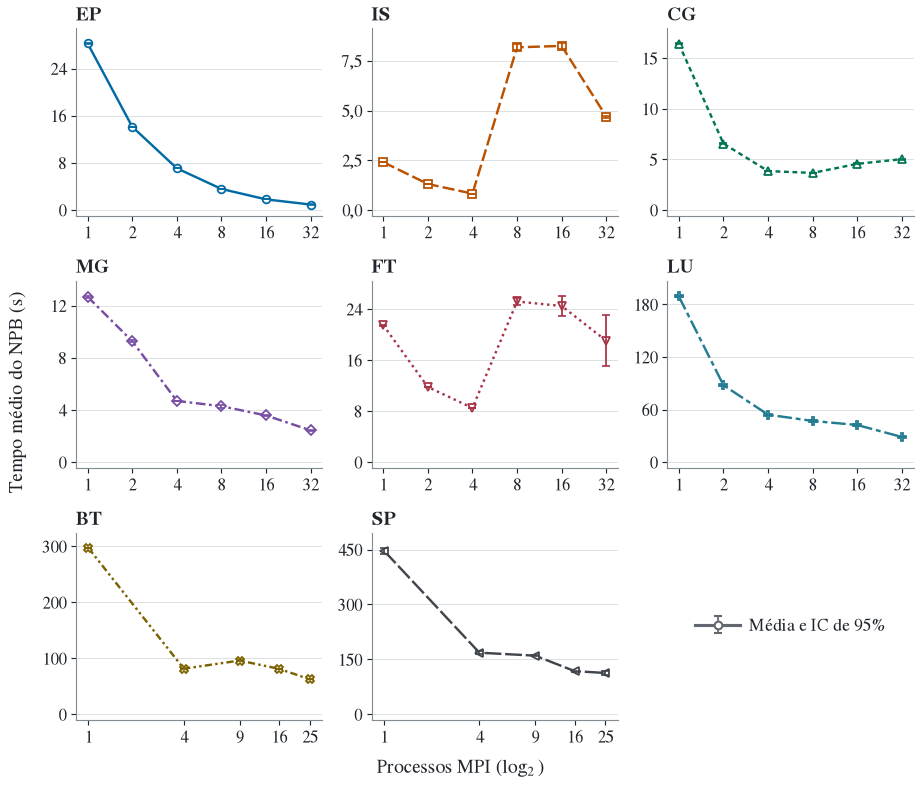 EP
IS
CG
24
16
8
0
7,5
5,0
2,5
0,0
15
10
5
0
1 2 4 8 16 32
1 2 4 8 16 32
1 2 4 8 16 32
MG
FT
LU
Tempo médio do NPB (s)
12
8
4
0
24
16
8
0
180
120
60
0
1 2 4 8 16 32
1 2 4 8 16 32
1 2 4 8 16 32
BT
SP
300
200
100
0
450
300
150
0
Média e IC de 95%
1 4 9 16 25
1 4 9 16 25
Processos MPI (log₂ )